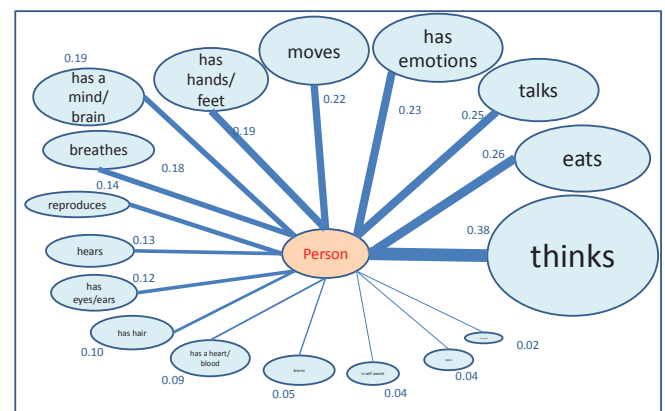 0.19
has a
mind/
brain
has
hands/
feet
moves
has
emotions
talks
0.19
0.22
0.23
0.25
breathes
0.18
0.26
eats
0.14
reproduces
0.38
thinks
hears
0.13
Person
has
eyes/ears
0.12
has hair
0.10
has a heart/
blood
0.09
0.05
is self aware
0.04
0.04
0.02